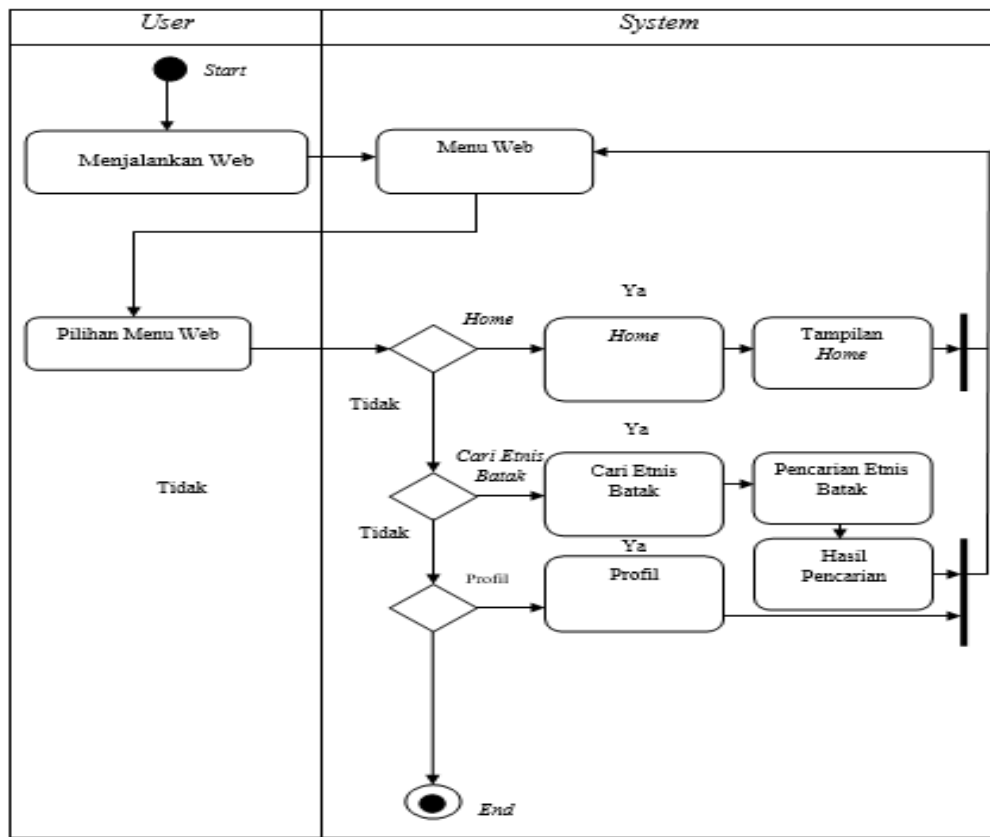 User
System
Start
Menjalankan Web
Menu Web
Ya
Pilihan Menu Web
Home
Home
Tampilan
Home
Tidak
Ya
Cari Etnis
Batak
Cari Etnis
Batak
Pencarian Etnis
Batak
Tidak
Tidak
Ya
Hasil
Pencarian
Profil
Profil
End